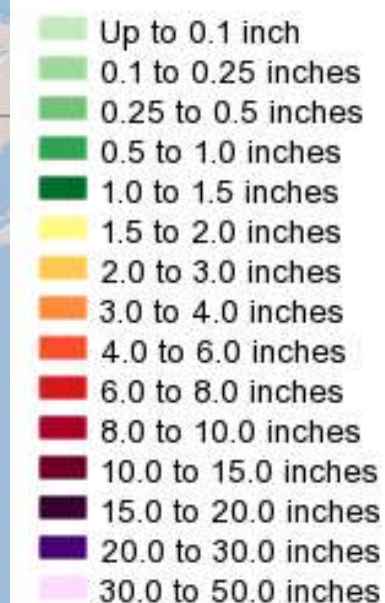 Up to 0.1 inch
0.1 to 0.25 inches
0.25 to 0.5 inches
0.5 to 1.0 inches
1.0 to 1.5 inches
1.5 to 2.0 inches
2.0 to 3.0 inches
3.0 to 4.0 inches
4.0 to 6.0 inches
6.0 to 8.0 inches
8.0 to 10.0 inches
10.0 to 15.0 inches
15.0 to 20.0 inches
20.0 to 30.0 inches
30.0 to 50.0 inches